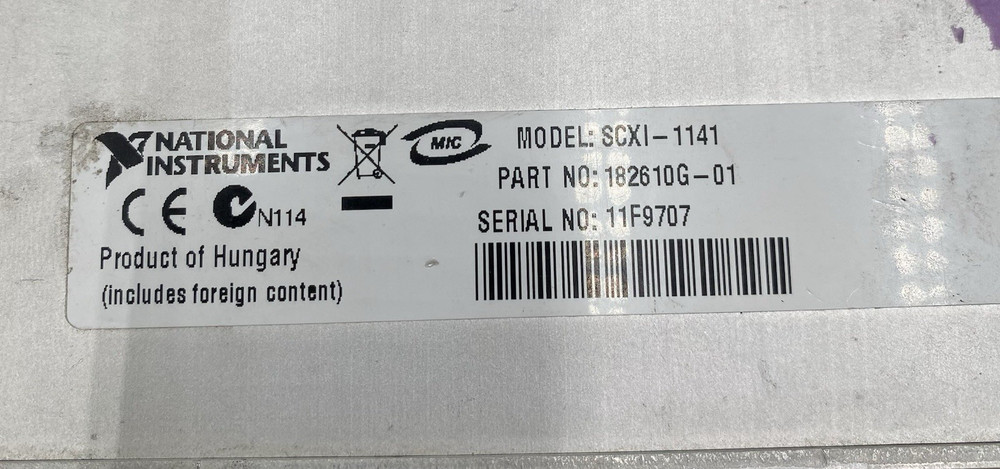 NATIONAL
INSTRUMENTS
MIC
CE
N114
Product of Hungary
(includes foreign content)
MODEL: SCXI-1141
PART NO: 182610G-01
SERIAL NO: 11F9707